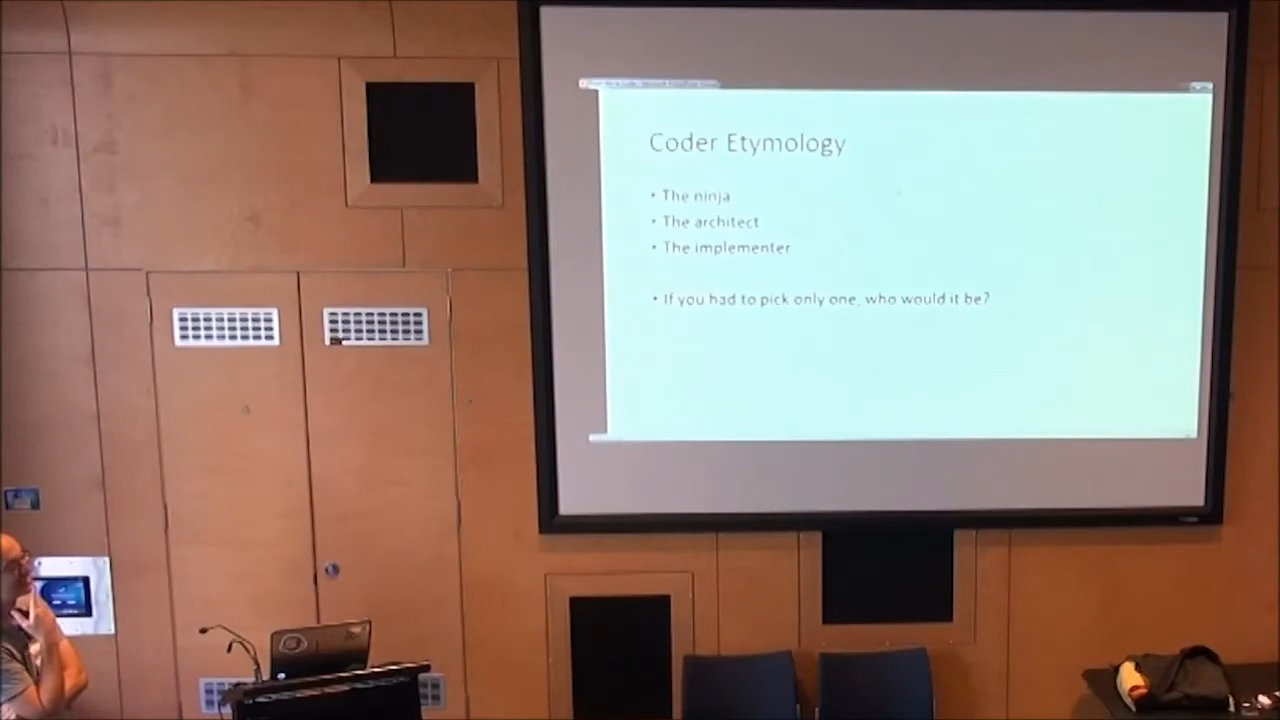 Coder Etymology
• The ninja
• The architect
• The implementer
• If you had to pick only one, who would it be?